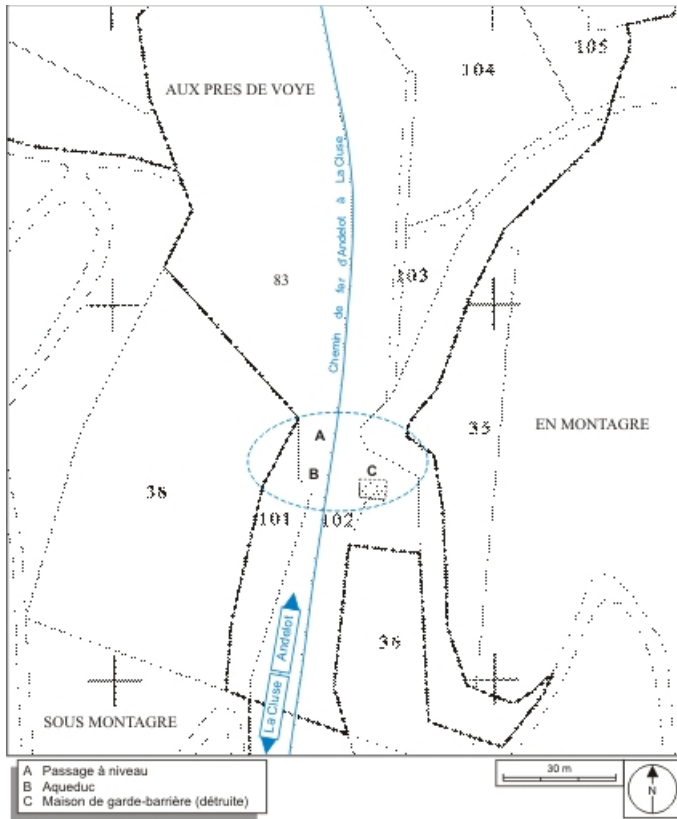 105
104
AUX PRES DE VOYE
Chemin de fer d'Andelot à La Cluse
83
103
35
EN MONTAGRE
A
B
C
38
101
102
36
La Cluse
Andelot
SOUS MONTAGRE
A Passage à niveau
B Aqueduc
C Maison de garde-barrière (détruite)
30 m
N